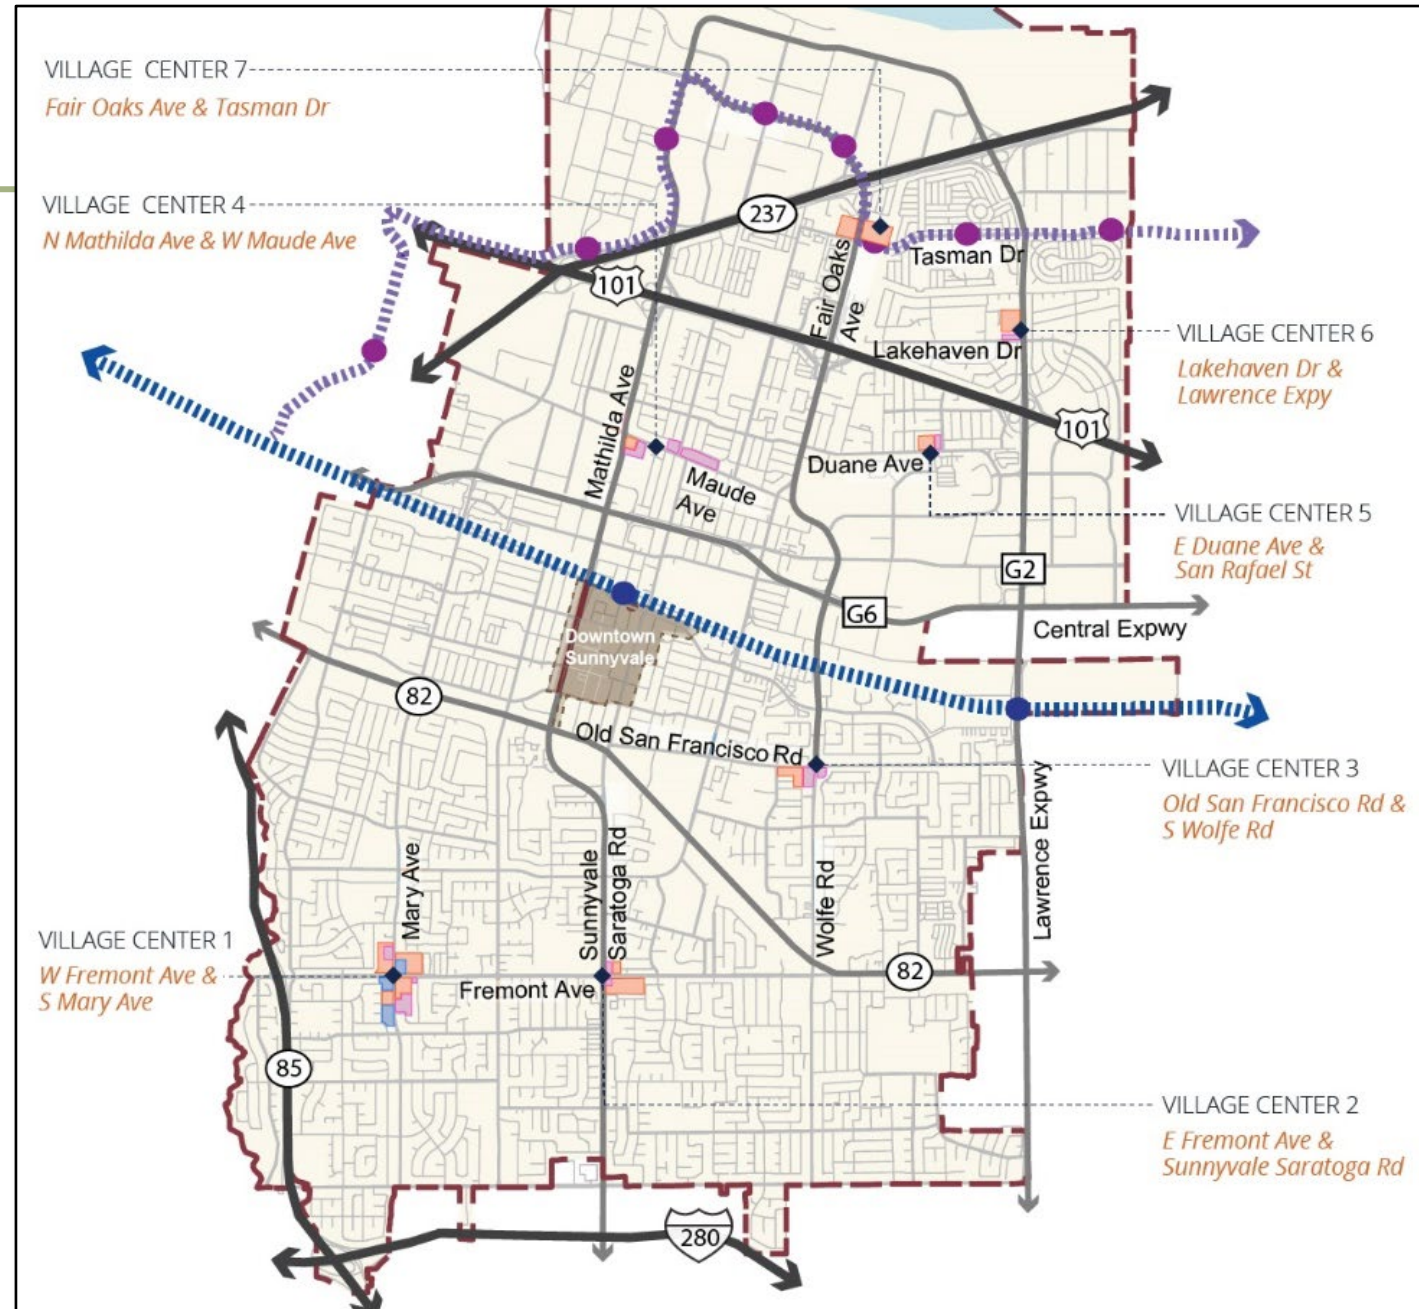 VILLAGE CENTER 7
Fair Oaks Ave & Tasman Dr
VILLAGE CENTER 4
N Mathilda Ave & W Maude Ave
237
101
Fair Oaks
Ave
Tasman Dr
Lakehaven Dr
VILLAGE CENTER 6
Lakehaven Dr &
Lawrence Expy
101
Mathilda Ave
Maude
Ave
Duane Ave
VILLAGE CENTER 5
E Duane Ave &
San Rafael St
G2
G6
Central Expwy
Downtown
Sunnyvale
82
Old San Francisco Rd
VILLAGE CENTER 3
Old San Francisco Rd &
S Wolfe Rd
Lawrence Expwy
Mary Ave
Sunnyvale
Saratoga Rd
Wolfe Rd
VILLAGE CENTER 1
W Fremont Ave &
S Mary Ave
Fremont Ave
82
85
VILLAGE CENTER 2
E Fremont Ave &
Sunnyvale Saratoga Rd
280